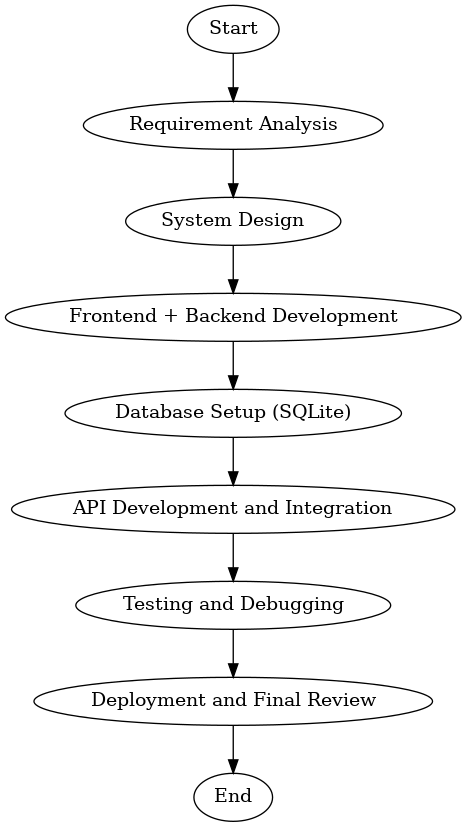 Start
Requirement Analysis
System Design
Frontend + Backend Development
Database Setup (SQLite)
API Development and Integration
Testing and Debugging
Deployment and Final Review
End